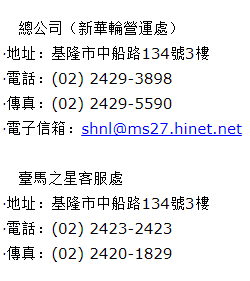 總公司（新華輪營運處）
·地址：基隆市中船路134號3樓
·電話：(02) 2429-3898
·傳真：(02) 2429-5590
·電子信箱：shnl@ms27.hinet.net
臺馬之星客服處
·地址：基隆市中船路134號3樓
·電話：(02) 2423-2423
·傳真：(02) 2420-1829